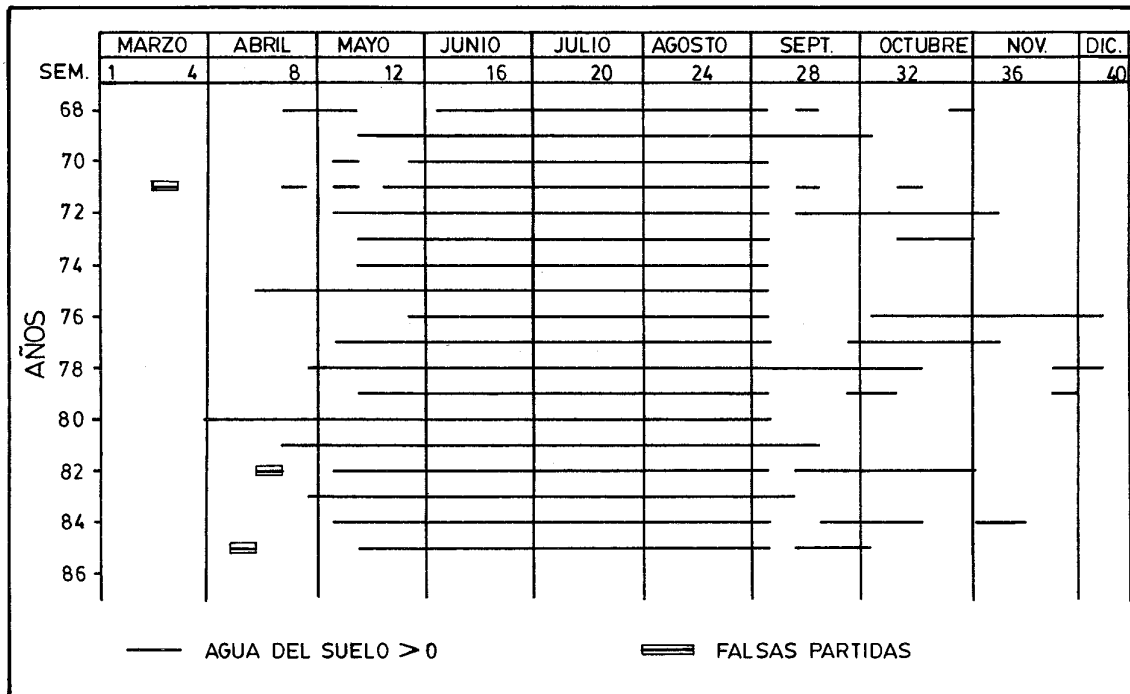 MARZO ABRIL MAYO JUNIO JULIO AGOSTO SEPT. OCTUBRE NOV. DIC.
SEM. 1 4 8 12 16 20 24 28 32 36 40
68
70
72
74
76
78
80
82
84
86
AÑOS
AGUA DEL SUELO > 0 FALSAS PARTIDAS